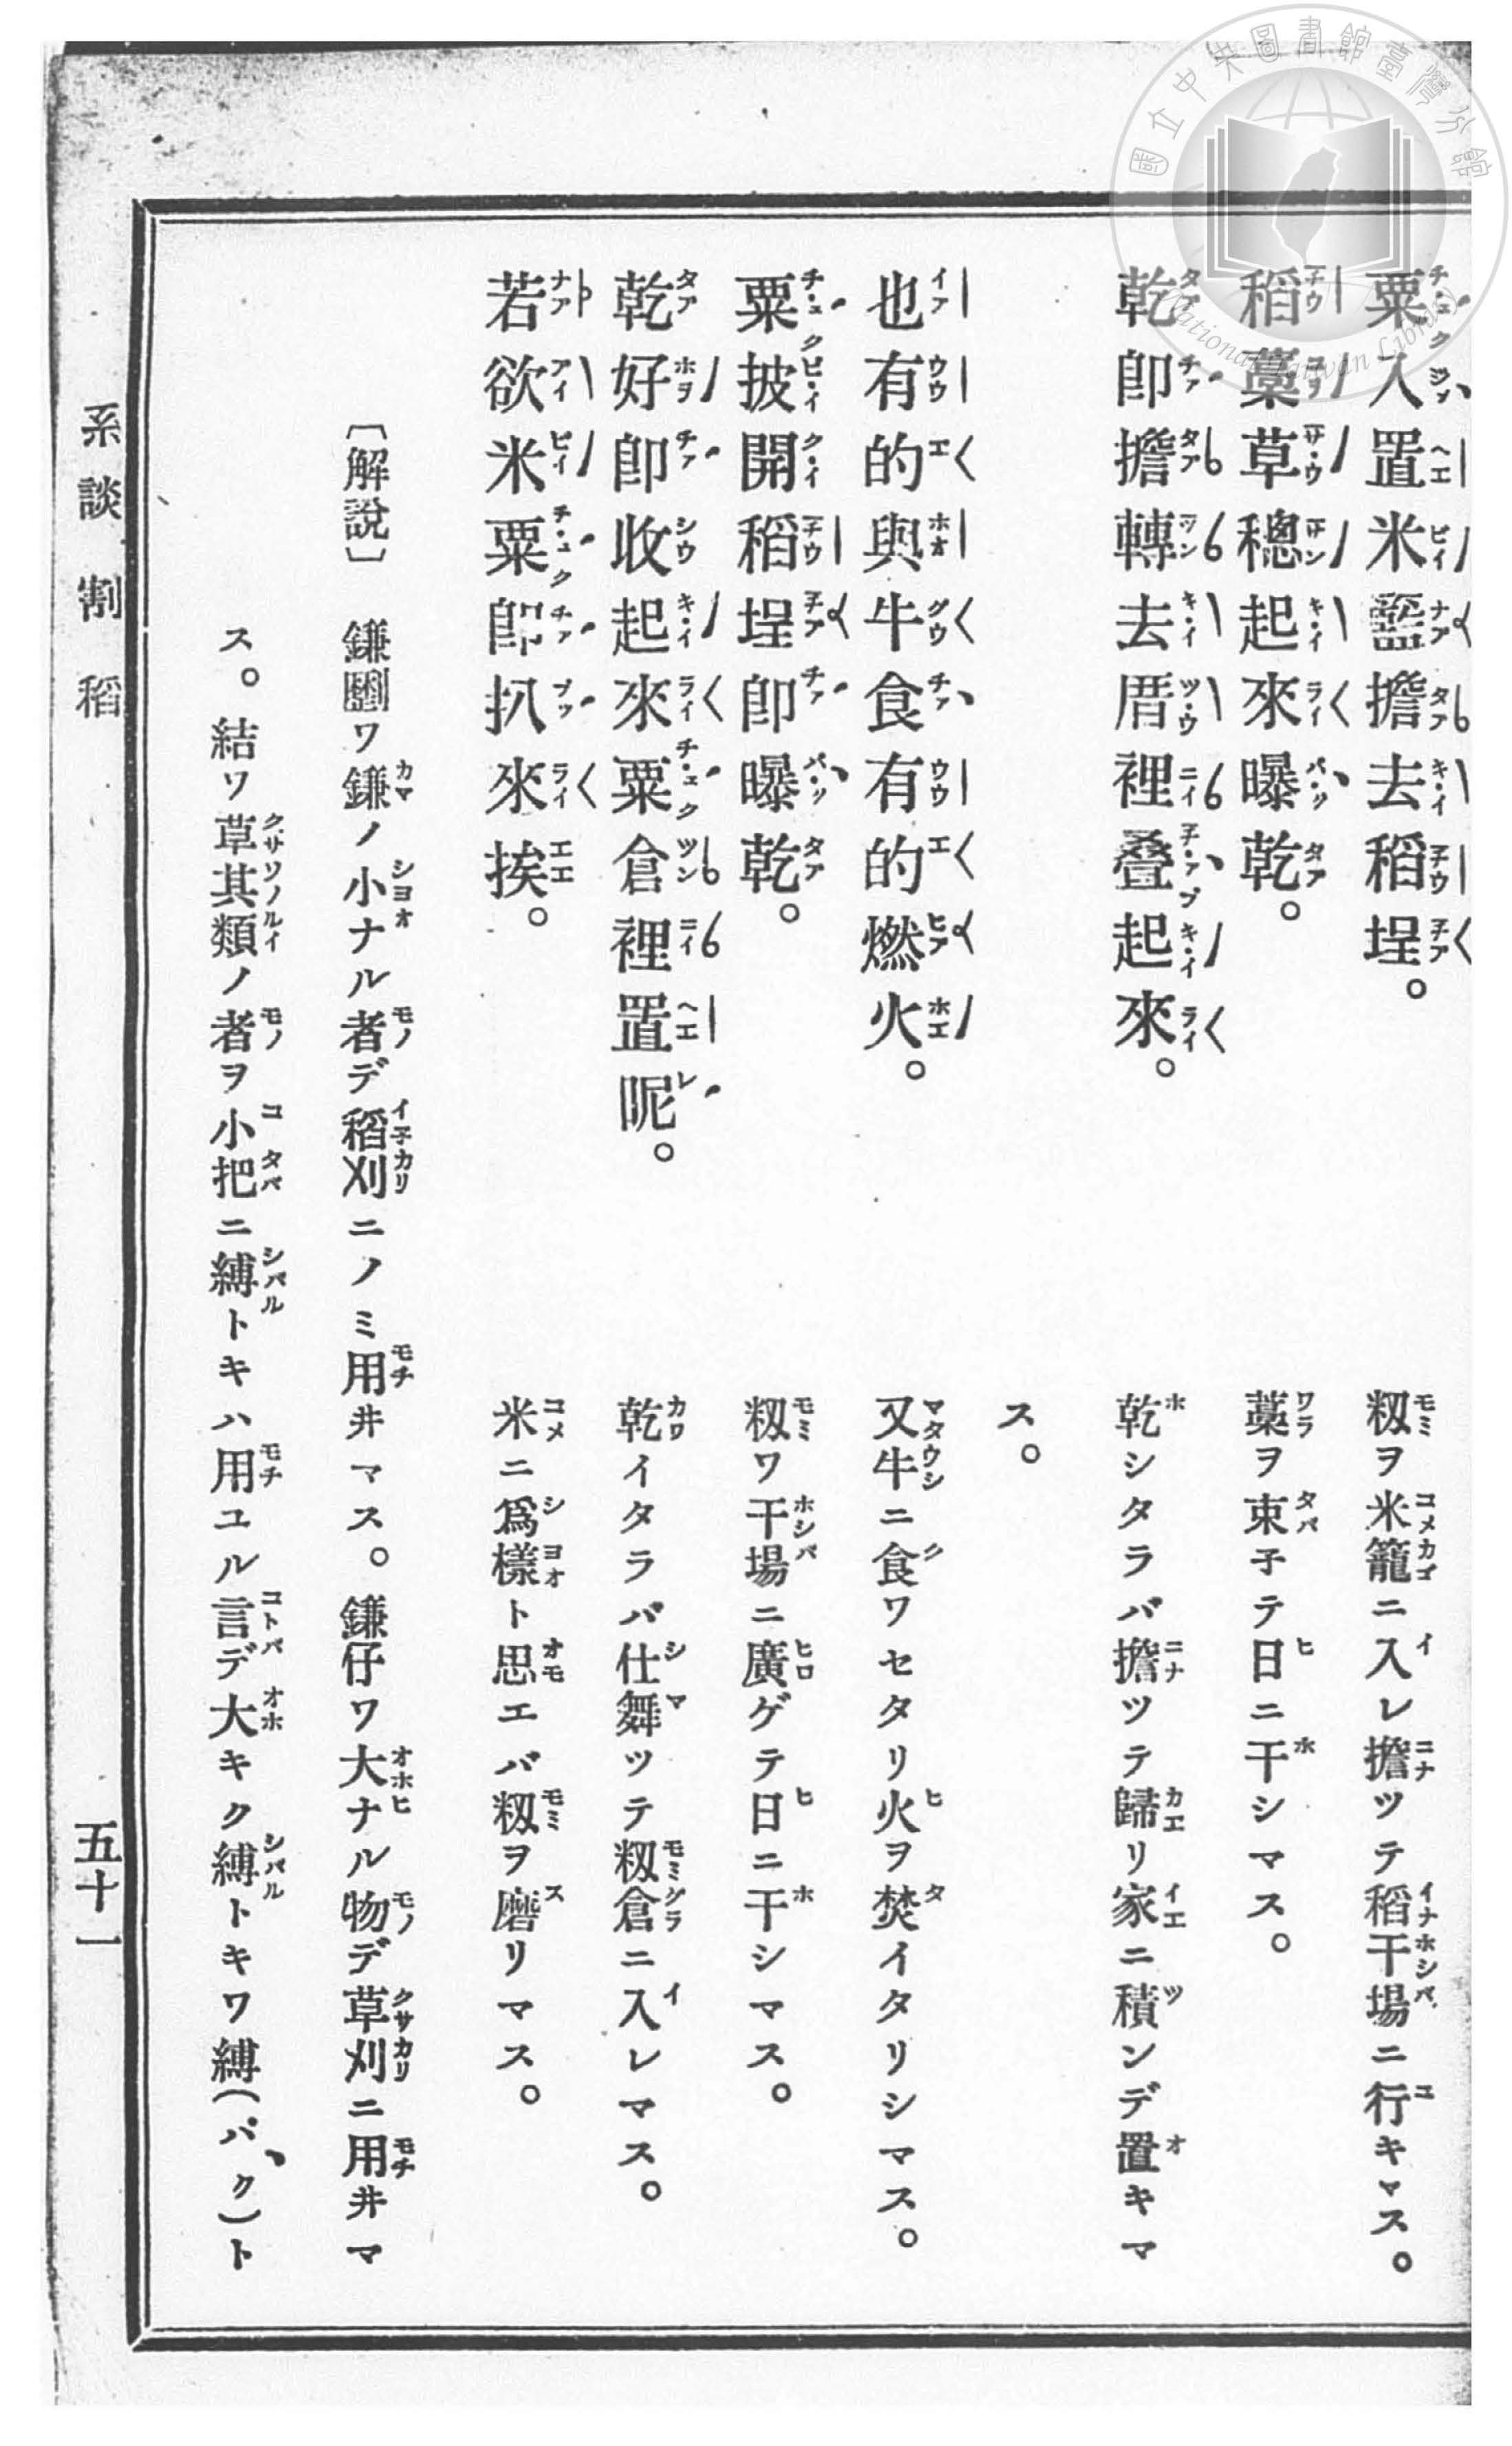 粟入置米籃擔去稻埕。
籾ヲ米籠ニ入レ擔ツテ稻干場ニ行キマス。
稻藁草穗起來曝乾。
藁ヲ束子テ日ニ干シマス。
乾卽擔轉去厝裡疊起來。
乾シタラバ擔ツテ歸リ家ニ積ンデ置キマ
ス。
也有的與牛食有的燃火。
又牛ニ食ワセタリ火ヲ焚イタリシマス。
粟披開稻埕卽曝乾。
籾ワ干場ニ廣ゲテ日ニ干シマス。
乾好卽收起來粟倉裡置呢。
乾イタラバ仕舞ツテ籾倉ニ入レマス。
若欲米粟卽扒來挨。
米ニ爲樣ト思エバ籾ヲ磨リマス。
〔解說〕 鎌ワ鎌ノ小ナル者デ稻刈ニノミ用井マス。鎌仔ワ大ナル物デ草刈ニ用井マ
ス。結ワ草其類ノ者ヲ小把ニ縛トキハ用ユル言デ大キク縛トキワ縛(パク)ト
系談割稻
五十一
國立中央圖書館臺灣分館
National Taiwan Library